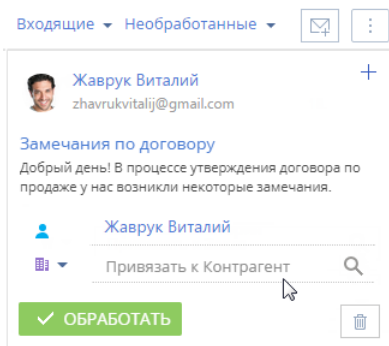 Входящие Необработанные
Жаврук Виталий
zhavrukvitalij@gmail.com
Замечания по договору
Добрый день! В процессе утверждения договора по
продаже у нас возникли некоторые замечания.
Жаврук Виталий
Привязать к Контрагент
ОБРАБОТАТЬ